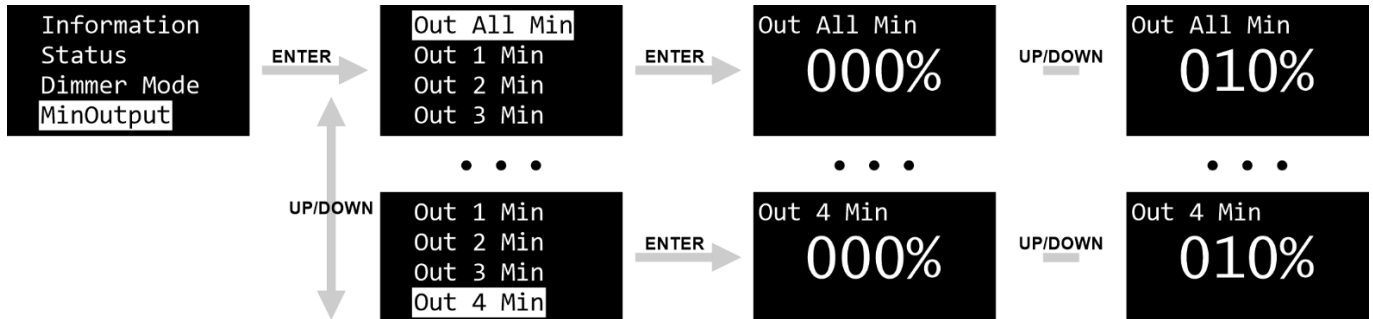 Information
Status
Dimmer Mode
MinOutput
ENTER
Out All Min
Out 1 Min
Out 2 Min
Out 3 Min
ENTER
Out All Min
000%
UP/DOWN
Out All Min
010%
• • •
• • •
• • •
UP/DOWN
Out 1 Min
Out 2 Min
Out 3 Min
Out 4 Min
ENTER
Out 4 Min
000%
UP/DOWN
Out 4 Min
010%